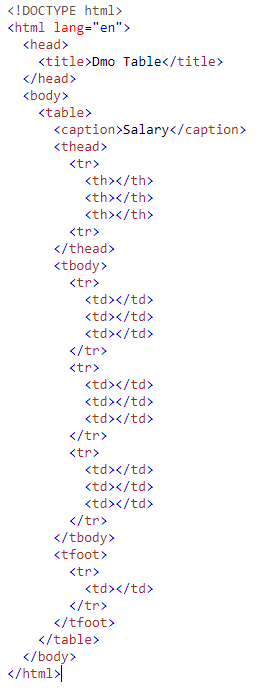 <!DOCTYPE html>
<html lang="en">
  <head>
    <title>Dmo Table</title>
  </head>
  <body>
    <table>
      <caption>Salary</caption>
      <thead>
        <tr>
          <th></th>
          <th></th>
          <th></th>
        <tr>
      </thead>
      <tbody>
        <tr>
          <td></td>
          <td></td>
          <td></td>
        </tr>
        <tr>
          <td></td>
          <td></td>
          <td></td>
        </tr>
        <tr>
          <td></td>
          <td></td>
          <td></td>
        </tr>
      </tbody>
      <tfoot>
        <tr>
          <td></td>
        </tr>
      </tfoot>
    </table>
  </body>
</html>